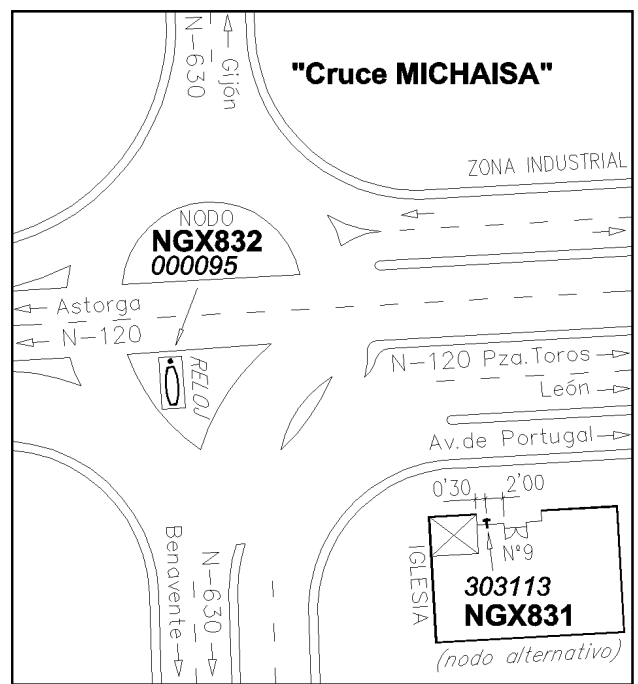 N-630
Gijón
"Cruce MICHAISA"
ZONA INDUSTRIAL
NODO
NGX832
000095
Astorga
N-120
RELOJ
N-120 Pza.Toros
León
Av.de Portugal
0'30 2'00
Nº9
IGLESIA
303113
NGX831
(nodo alternativo)
Benavente
N-630